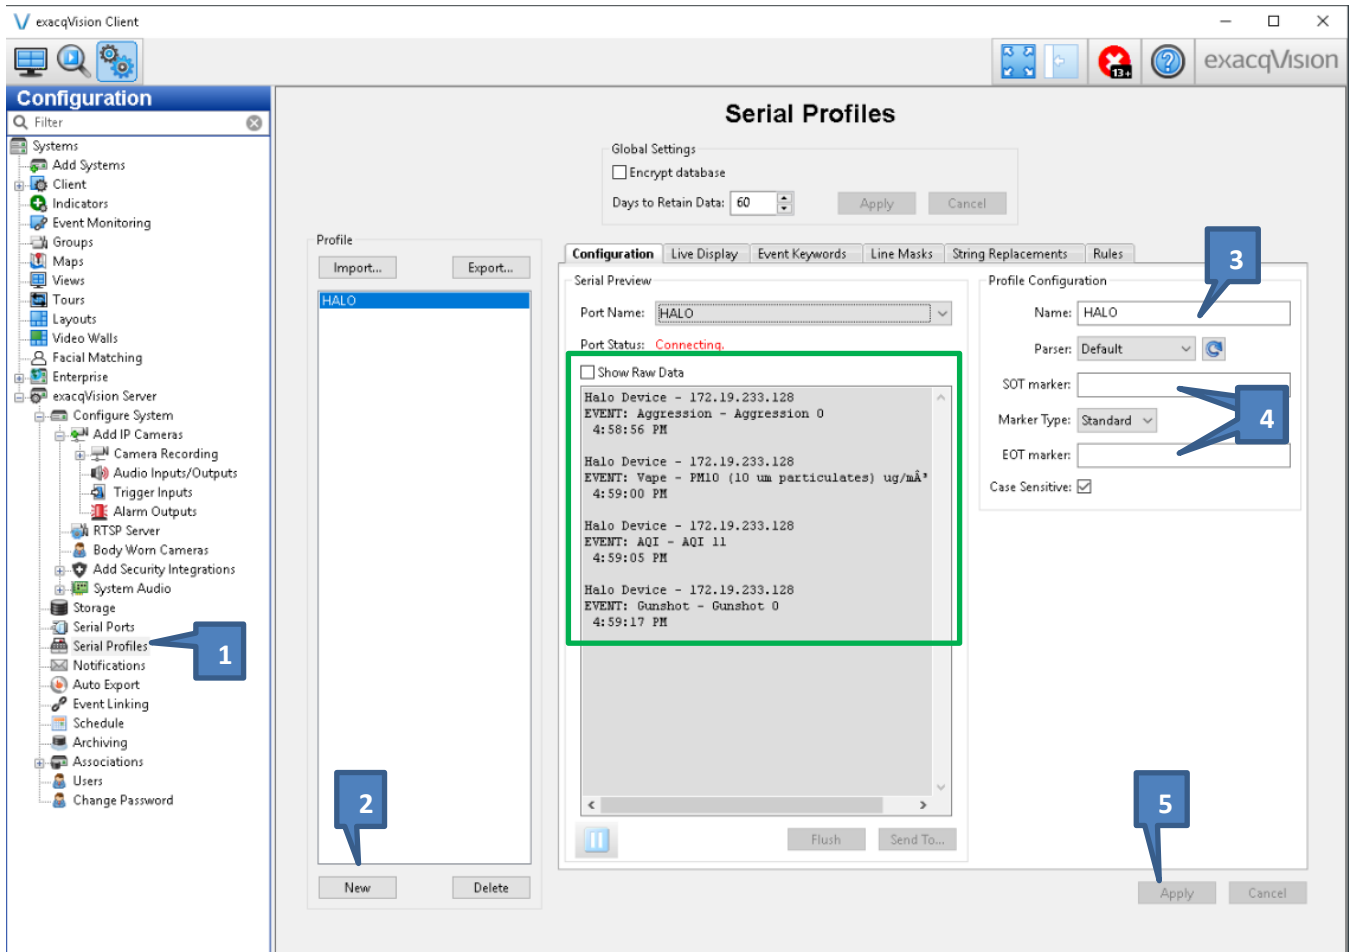 exacqVision Client
13+
exacqVision
Configuration
Filter
Systems
Add Systems
Client
Indicators
Event Monitoring
Groups
Maps
Views
Tours
Layouts
Video Walls
Facial Matching
Enterprise
exacqVision Server
Configure System
Add IP Cameras
Camera Recording
Audio Inputs/Outputs
Trigger Inputs
Alarm Outputs
RTSP Server
Body Worn Cameras
Add Security Integrations
System Audio
Storage
Serial Ports
Serial Profiles
Notifications
Auto Export
Event Linking
Schedule
Archiving
Associations
Users
Change Password
1
Serial Profiles
Global Settings
Encrypt database
Days to Retain Data: 60 Apply Cancel
Profile
Import... Export...
HALO
2
New Delete
Configuration Live Display Event Keywords Line Masks String Replacements Rules
Serial Preview
Port Name: HALO
Port Status: Connecting.
Show Raw Data
Halo Device - 172.19.233.128
EVENT: Aggression - Aggression 0
4:58:56 PM
Halo Device - 172.19.233.128
EVENT: Vape - PM10 (10 um particulates) ug/mÂ³
4:59:00 PM
Halo Device - 172.19.233.128
EVENT: AQI - AQI 11
4:59:05 PM
Halo Device - 172.19.233.128
EVENT: Gunshot - Gunshot 0
4:59:17 PM
Flush Send To...
Profile Configuration
3
Name: HALO
Parser: Default
SOT marker:
4
Marker Type: Standard
EOT marker:
Case Sensitive:
5
Apply Cancel